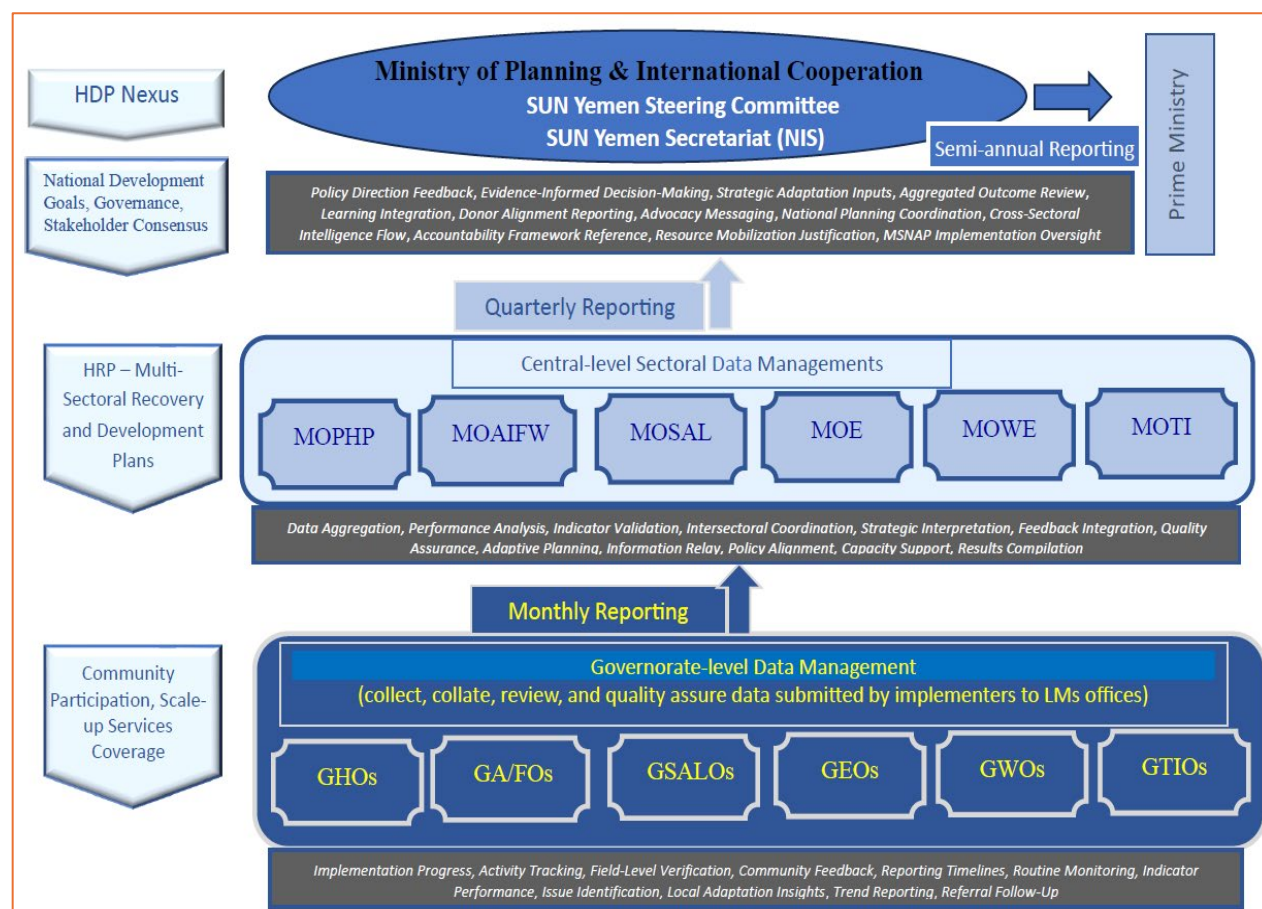 HDP Nexus
Ministry of Planning & International Cooperation
SUN Yemen Steering Committee
SUN Yemen Secretariat (NIS)
Semi-annual Reporting
Prime Ministry
National Development
Goals, Governance,
Stakeholder Consensus
Policy Direction Feedback, Evidence-Informed Decision-Making, Strategic Adaptation Inputs, Aggregated Outcome Review,
Learning Integration, Donor Alignment Reporting, Advocacy Messaging, National Planning Coordination, Cross-Sectoral
Intelligence Flow, Accountability Framework Reference, Resource Mobilization Justification, MSNAP Implementation Oversight
Quarterly Reporting
HRP – Multi-
Sectoral Recovery
and Development
Plans
Central-level Sectoral Data Managements
MOPHP
MOAIFW
MOSAL
MOE
MOWE
MOTI
Data Aggregation, Performance Analysis, Indicator Validation, Intersectoral Coordination, Strategic Interpretation, Feedback Integration, Quality
Assurance, Adaptive Planning, Information Relay, Policy Alignment, Capacity Support, Results Compilation
Monthly Reporting
Community
Participation, Scale-
up Services
Coverage
Governorate-level Data Management
(collect, collate, review, and quality assure data submitted by implementers to LMs offices)
GHOs
GA/FOs
GSALOs
GEOs
GWOs
GTIOs
Implementation Progress, Activity Tracking, Field-Level Verification, Community Feedback, Reporting Timelines, Routine Monitoring, Indicator
Performance, Issue Identification, Local Adaptation Insights, Trend Reporting, Referral Follow-Up